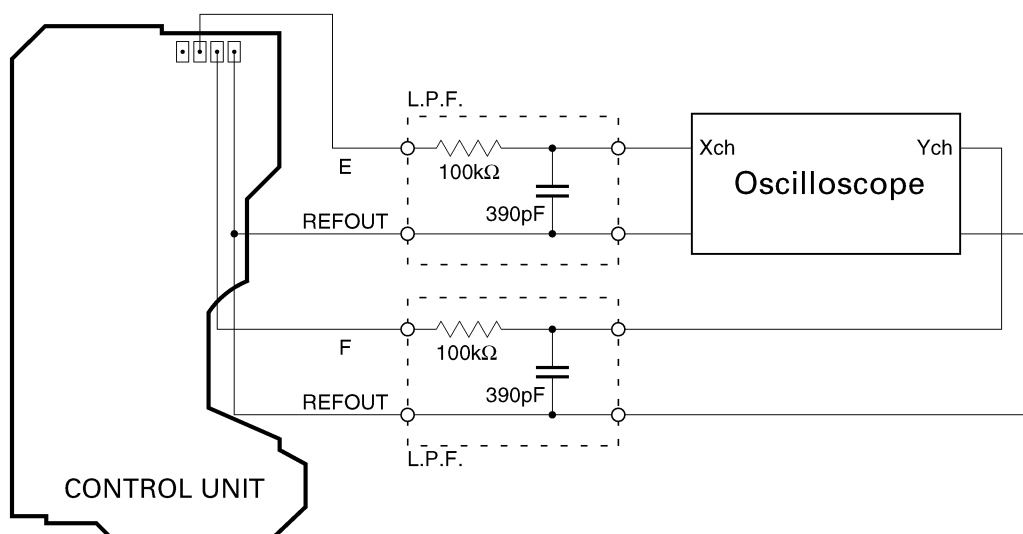 L.P.F.
E
100kΩ
390pF
REFOUT
Xch
Ych
Oscilloscope
F
100kΩ
390pF
REFOUT
L.P.F.
CONTROL UNIT